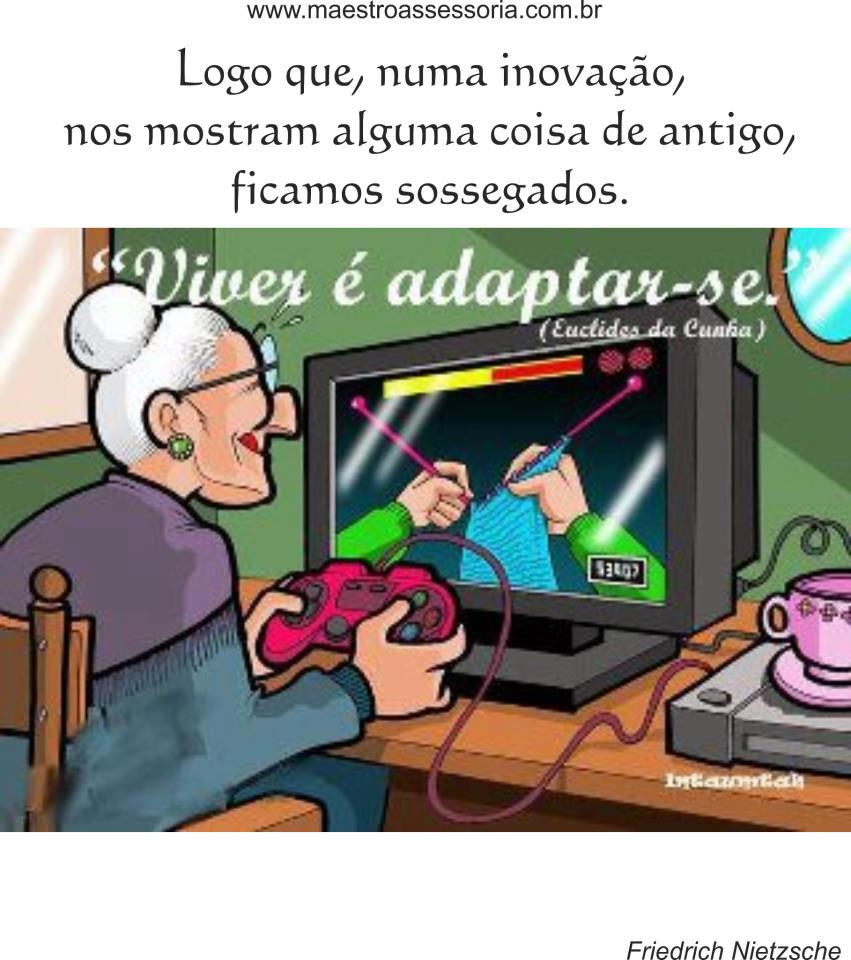 www.maestroassessoria.com.br
Logo que, numa inovação,
nos mostram alguma coisa de antigo,
ficamos sossegados.
“Viver é adaptar-se.”
(Euclides da Cunha)
Friedrich Nietzsche